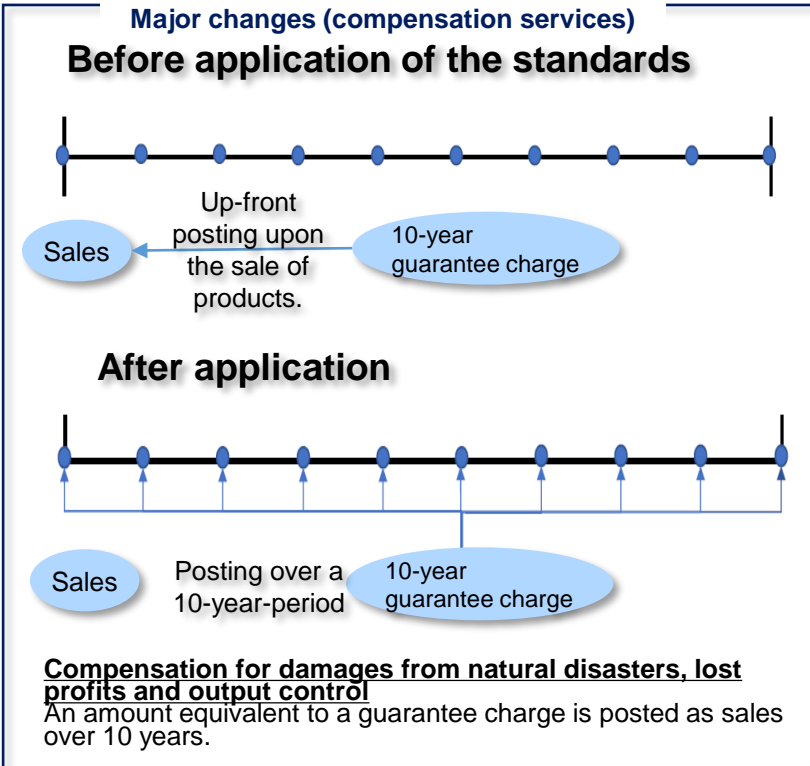 Major changes (compensation services)
Before application of the standards
Up-front
posting upon
the sale of
products.
Sales
10-year
guarantee charge
After application
Sales
Posting over a
10-year-period
10-year
guarantee charge
Compensation for damages from natural disasters, lost
profits and output control
An amount equivalent to a guarantee charge is posted as sales
over 10 years.